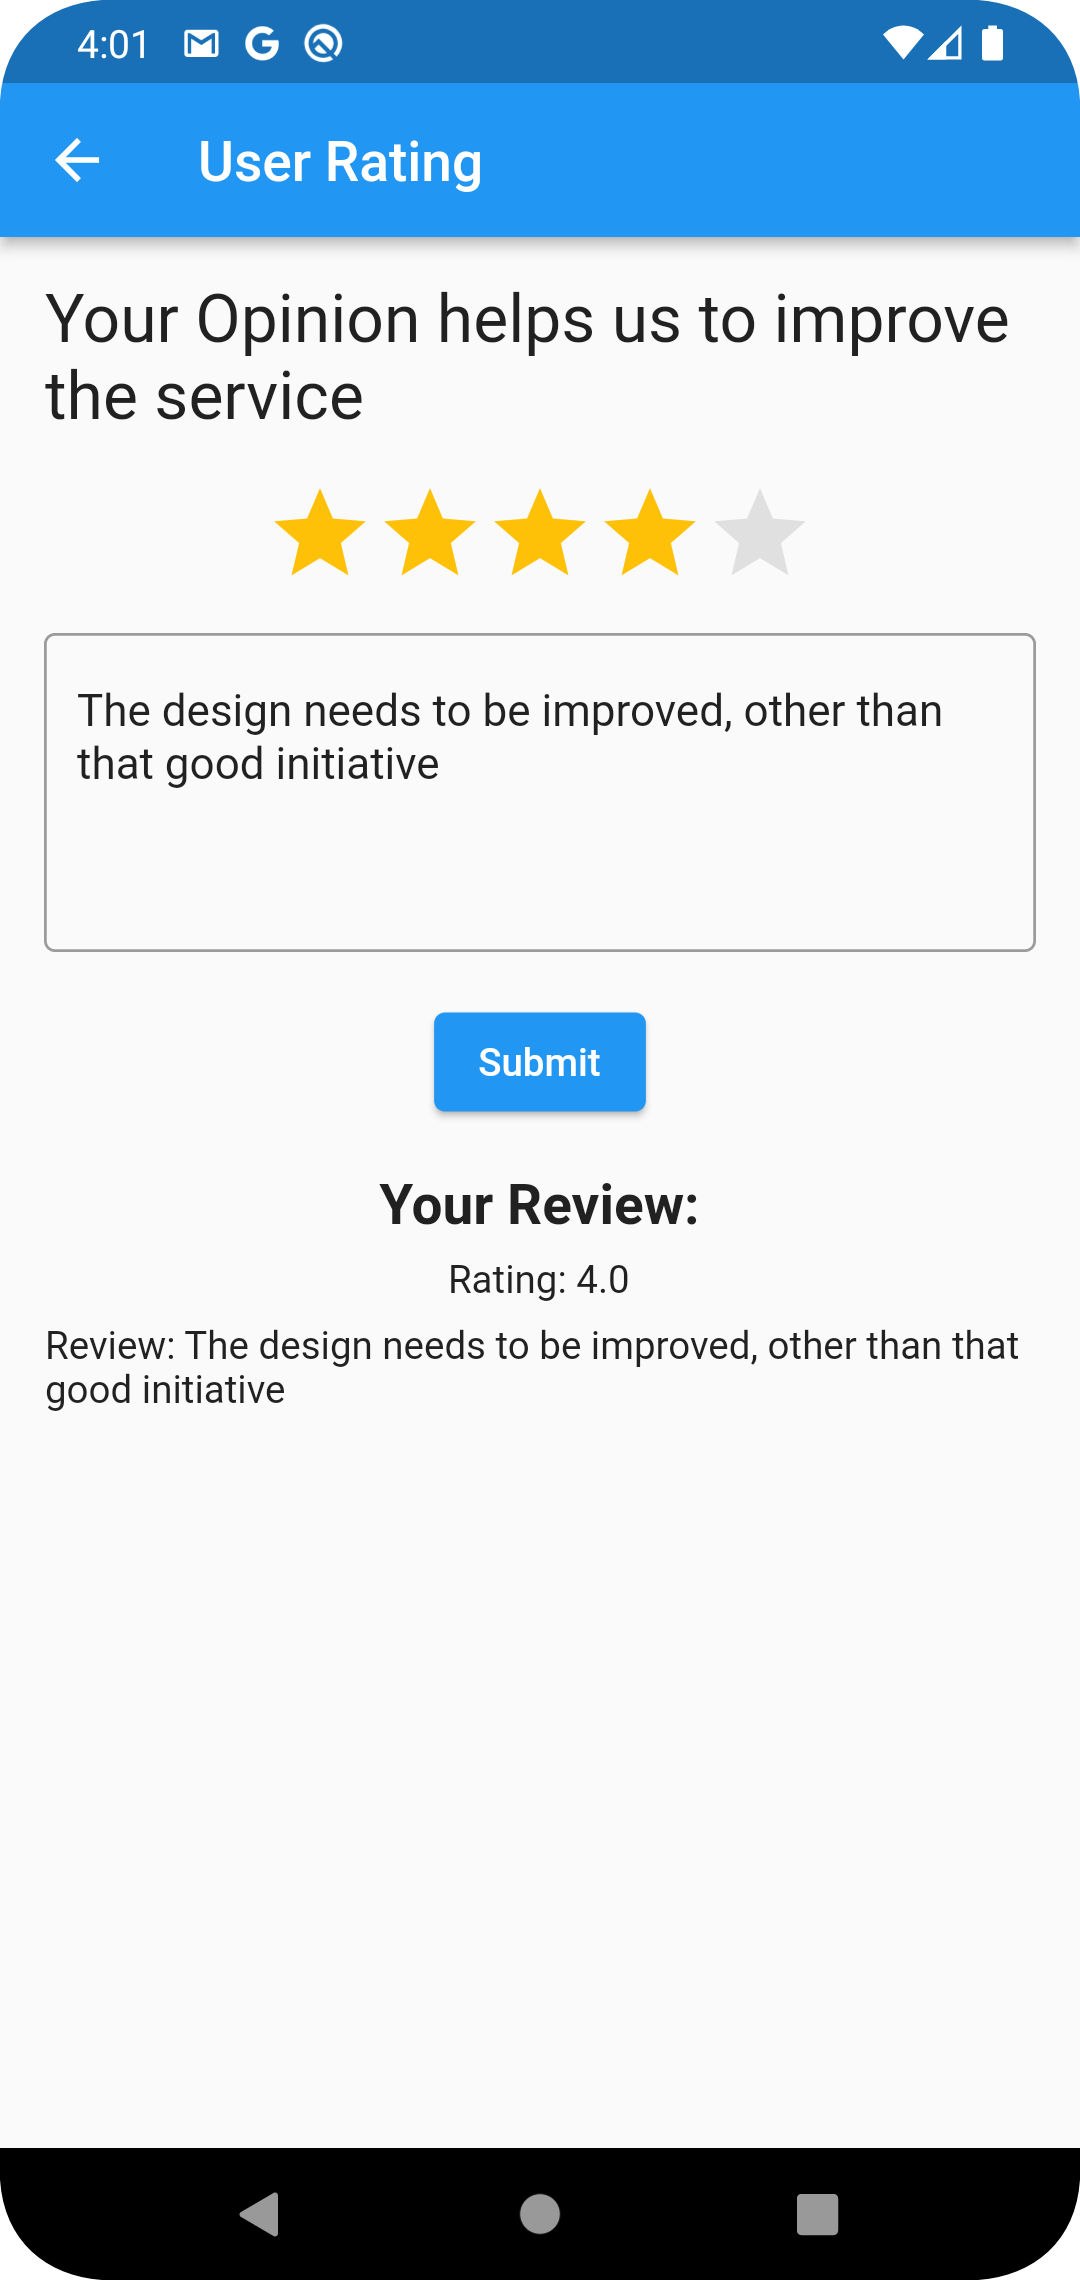 4:01
User Rating
Your Opinion helps us to improve
the service
The design needs to be improved, other than
that good initiative
Submit
Your Review:
Rating: 4.0
Review: The design needs to be improved, other than that
good initiative